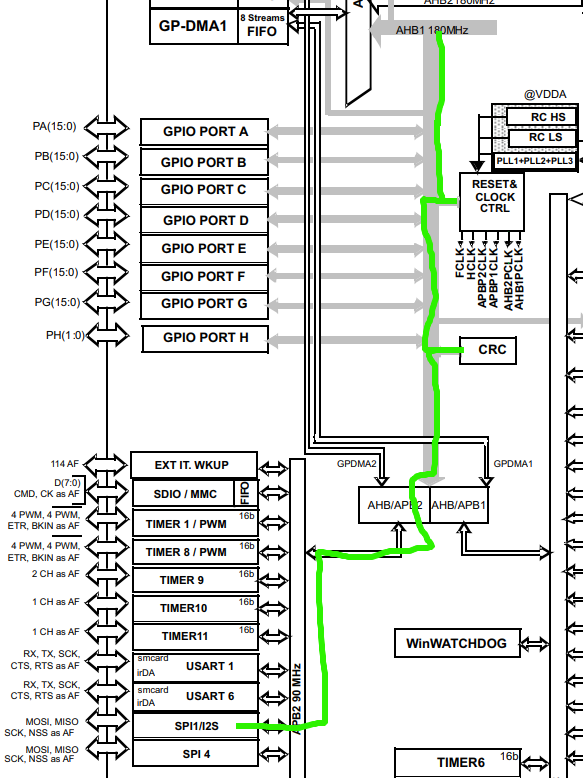 AHB2 180MHz
GP-DMA1
8 Streams
FIFO
AHB1 180MHz
@VDDA
RC HS
RC LS
PLL1+PLL2+PLL3
RESET&
CLOCK
CTRL
FCLK
HCLK
APBP2CLK
APBP1CLK
AHB2PCLK
AHB1PCLK
PA(15:0)
GPIO PORT A
PB(15:0)
GPIO PORT B
PC(15:0)
GPIO PORT C
PD(15:0)
GPIO PORT D
PE(15:0)
GPIO PORT E
PF(15:0)
GPIO PORT F
PG(15:0)
GPIO PORT G
PH(1:0)
GPIO PORT H
CRC
GPDMA2
GPDMA1
AHB/APB2
AHB/APB1
114 AF
EXT IT. WKUP
D(7:0)
CMD, CK as AF
SDIO / MMC
FIFO
4 PWM, 4 PWM,
ETR, BKIN as AF
TIMER 1 / PWM
16b
4 PWM, 4 PWM,
ETR, BKIN as AF
TIMER 8 / PWM
16b
2 CH as AF
TIMER 9
16b
1 CH as AF
TIMER10
16b
1 CH as AF
TIMER11
16b
RX, TX, SCK,
CTS, RTS as AF
smcard
irDA
USART 1
RX, TX, SCK,
CTS, RTS as AF
smcard
irDA
USART 6
MOSI, MISO
SCK, NSS as AF
SPI1/I2S
MOSI, MISO
SCK, NSS as AF
SPI 4
APB2 90 MHz
WinWATCHDOG
TIMER6
16b